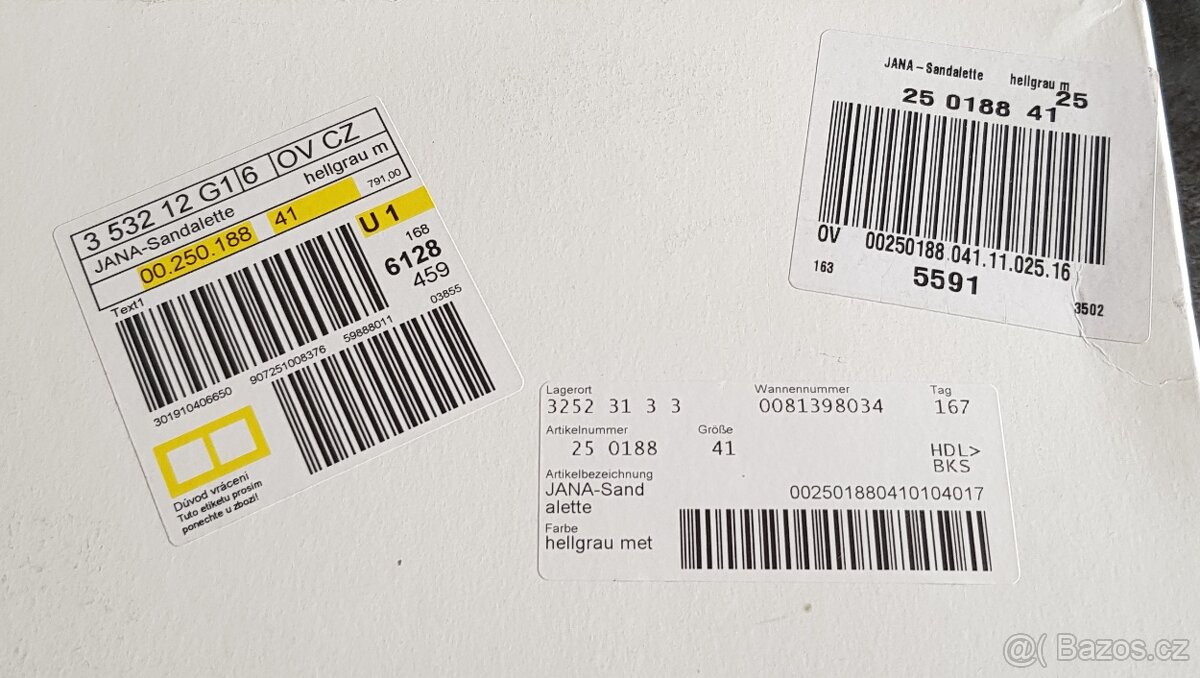 3 532 12 G1 6 OV CZ
JANA-Sandalette hellgrau m
00.250.188 41 791,00
Text1 U 1
168
6128
459
03855
301910406650 907251008376 59888011
Důvod vrácení
Tuto etiketu prosím
ponechte u zboží!
JANA-Sandalette hellgrau m
25 0188 41 25
OV 00250188.041.11.025.16
163 5591 3502
Lagerort Wannennummer Tag
3252 31 3 3 0081398034 167
Artikelnummer Größe
25 0188 41 HDL>
BKS
Artikelbezeichnung
JANA-Sand 002501880410104017
alette
Farbe
hellgrau met
@( Bazos.cz